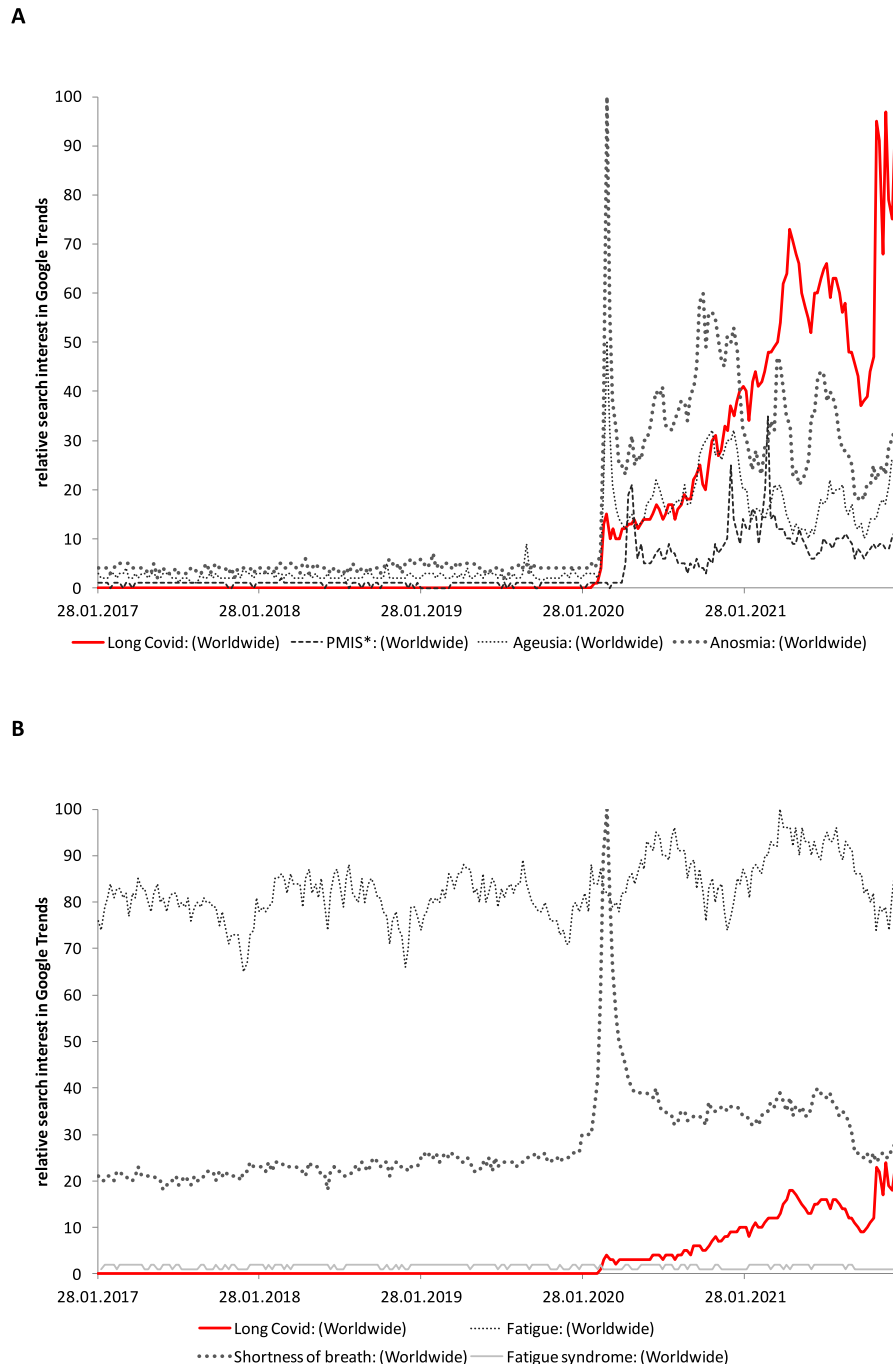 A
relative search interest in Google Trends
100
90
80
70
60
50
40
30
20
10
0
28.01.2017 28.01.2018 28.01.2019 28.01.2020 28.01.2021
Long Covid: (Worldwide) PMIS*: (Worldwide) Ageusia: (Worldwide) Anosmia: (Worldwide)
B
relative search interest in Google Trends
100
90
80
70
60
50
40
30
20
10
0
28.01.2017 28.01.2018 28.01.2019 28.01.2020 28.01.2021
Long Covid: (Worldwide) Fatigue: (Worldwide)
Shortness of breath: (Worldwide) Fatigue syndrome: (Worldwide)